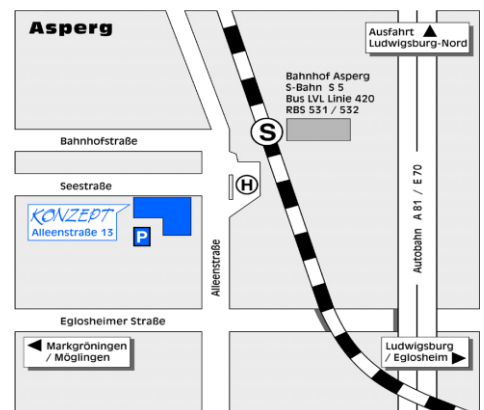 Asperg
Ausfahrt
Ludwigsburg-Nord
Bahnhof Asperg
S-Bahn S 5
Bus LVL Linie 420
RBS 531 / 532
S
Bahnhofstraße
Seestraße
H
KONZEPT
Alleenstraße 13
P
Alleenstraße
Autobahn A 81 / E 70
Eglosheimer Straße
Markgröningen
/ Möglingen
Ludwigsburg
/ Eglosheim